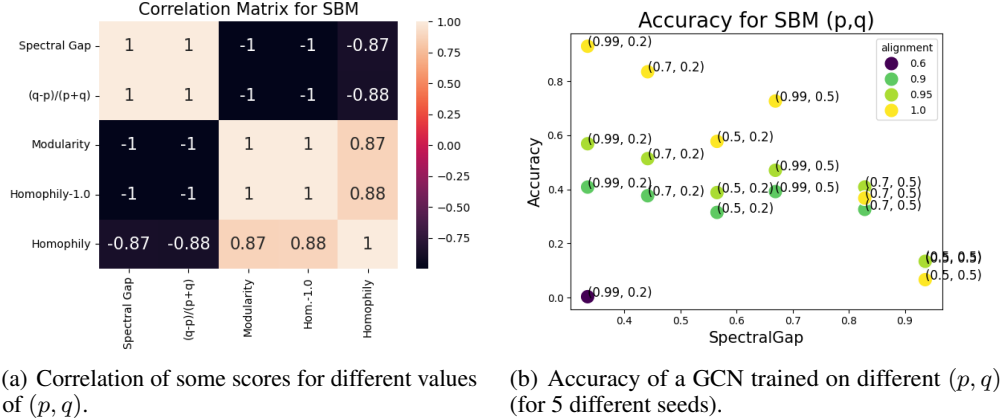 Correlation Matrix for SBM
Spectral Gap
(q-p)/(p+q)
Modularity
Homophily-1.0
Homophily
1 1 -1 -1 -0.87
1 1 -1 -1 -0.88
-1 -1 1 1 0.87
-1 -1 1 1 0.88
-0.87 -0.88 0.87 0.88 1
Spectral Gap
(q-p)/(p+q)
Modularity
Hom.-1.0
Homophily
1.00
0.75
0.50
0.25
0.00
−0.25
−0.50
−0.75
Accuracy for SBM (p,q)
Accuracy
0.8
0.6
0.4
0.2
0.0
(0.99, 0.2)
(0.7, 0.2)
(0.99, 0.5)
(0.99, 0.2)
(0.7, 0.2)
(0.5, 0.2)
(0.99, 0.5)
(0.99, 0.2)
(0.7, 0.2)
(0.5, 0.2)
(0.99, 0.5)
(0.5, 0.2)
(0.7, 0.5)
(0.7, 0.5)
(0.7, 0.5)
(0.5, 0.5)
(0.5, 0.5)
(0.99, 0.2)
alignment
0.6
0.9
0.95
1.0
0.4 0.5 0.6 0.7 0.8 0.9
SpectralGap
(a) Correlation of some scores for different values
of (p, q).
(b) Accuracy of a GCN trained on different (p, q)
(for 5 different seeds).